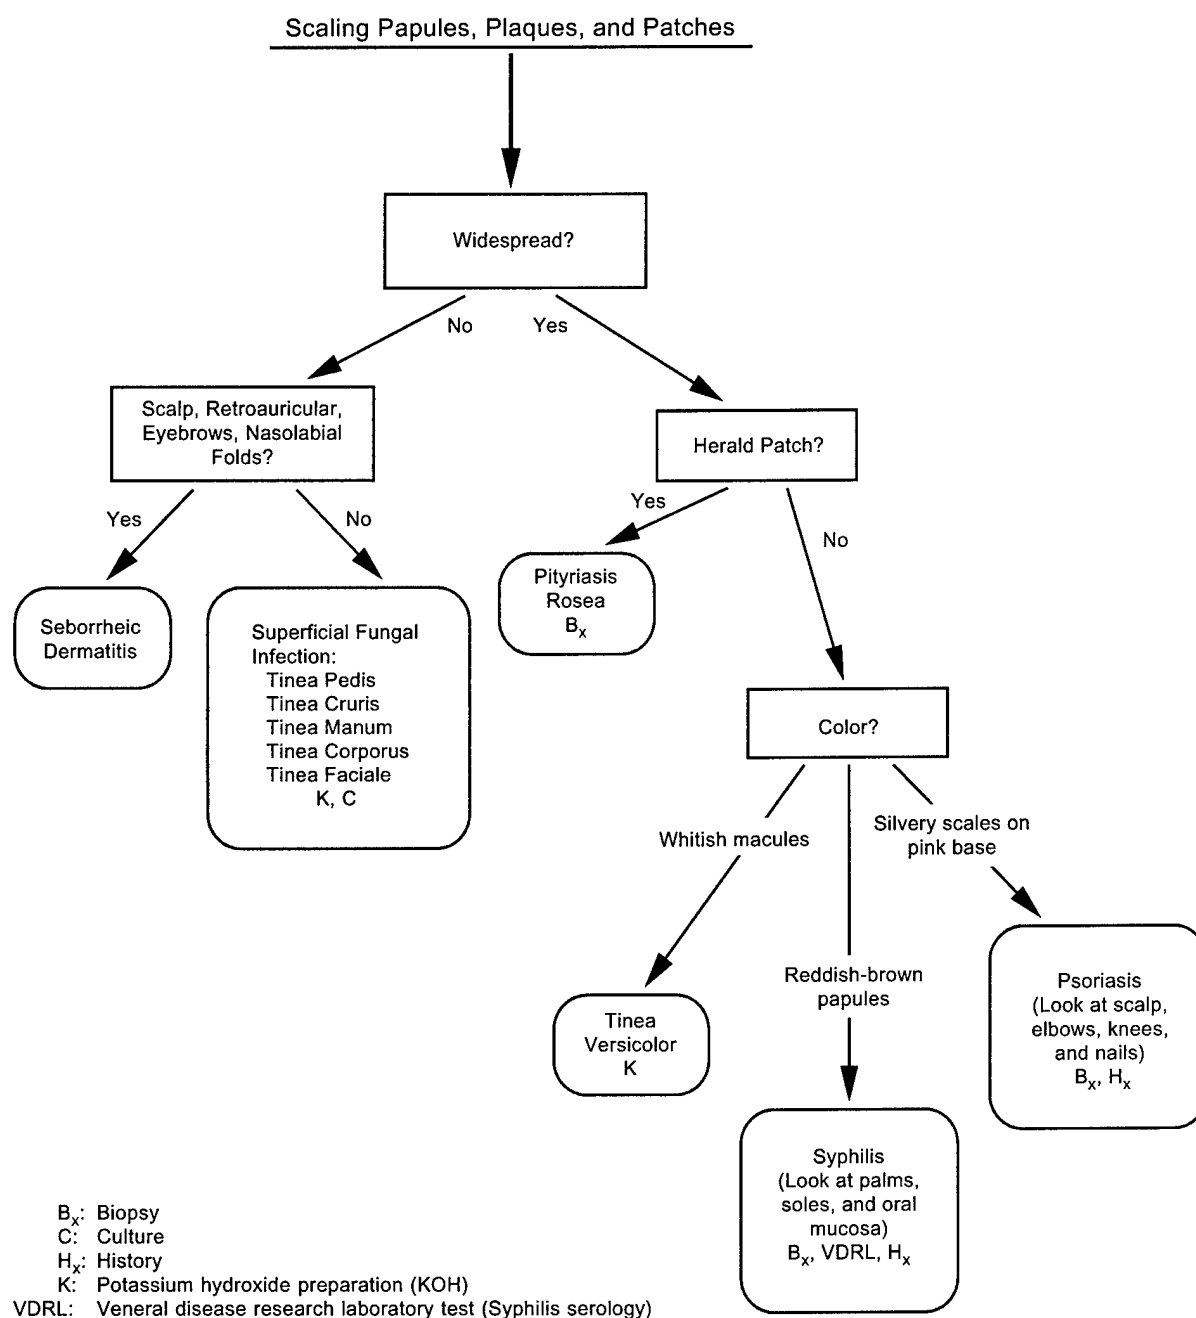 Scaling Papules, Plaques, and Patches
Widespread?
No
Yes
Scalp, Retroauricular,
Eyebrows, Nasolabial
Folds?
Herald Patch?
Yes
No
Yes
No
Seborrheic
Dermatitis
Superficial Fungal
Infection:
Tinea Pedis
Tinea Cruris
Tinea Manum
Tinea Corporus
Tinea Faciale
K, C
Pityriasis
Rosea
Bx
Color?
Whitish macules
Silvery scales on
pink base
Reddish-brown
papules
Tinea
Versicolor
K
Psoriasis
(Look at scalp,
elbows, knees,
and nails)
Bx, Hx
Syphilis
(Look at palms,
soles, and oral
mucosa)
Bx, VDRL, Hx
Bx: Biopsy
C: Culture
Hx: History
K: Potassium hydroxide preparation (KOH)
VDRL: Veneral disease research laboratory test (Syphilis serology)